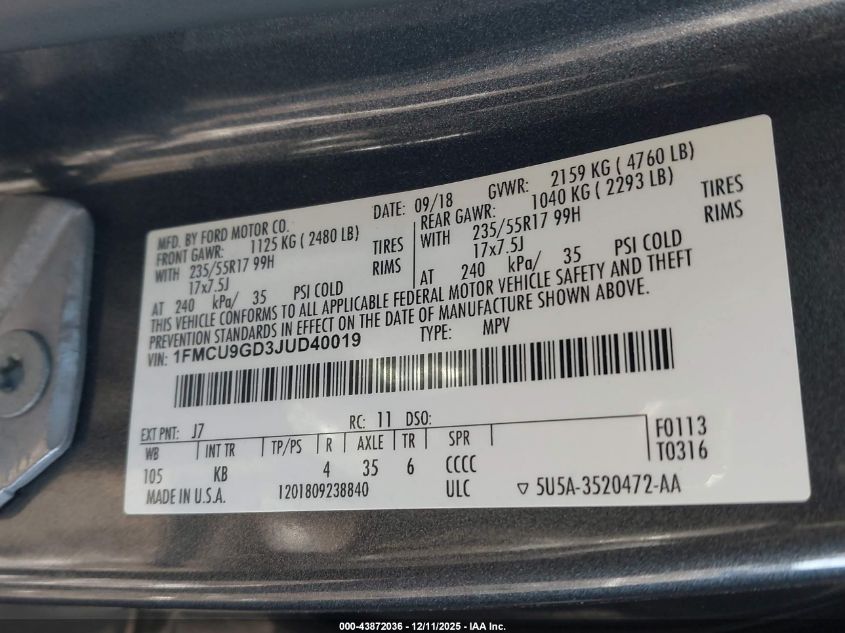 MFD. BY FORD MOTOR CO.
DATE: 09/18
GVWR: 2159 KG ( 4760 LB)
FRONT GAWR: 1125 KG ( 2480 LB)
REAR GAWR: 1040 KG ( 2293 LB)
WITH 235/55R17 99H TIRES
WITH 235/55R17 99H TIRES
17x7.5J RIMS
17x7.5J RIMS
AT 240 kPa/ 35 PSI COLD
AT 240 kPa/ 35 PSI COLD
THIS VEHICLE CONFORMS TO ALL APPLICABLE FEDERAL MOTOR VEHICLE SAFETY AND THEFT
PREVENTION STANDARDS IN EFFECT ON THE DATE OF MANUFACTURE SHOWN ABOVE.
VIN: 1FMCU9GD3JUD40019
TYPE: MPV
EXT PNT: J7 RC: 11 DSO:
F0113
WB INT TR TP/PS R AXLE TR SPR
T0316
105 KB 4 35 6 CCCC
MADE IN U.S.A. 1201809238840 ULC ▽ 5U5A-3520472-AA
000-43872036 - 12/11/2025 - IAA Inc.